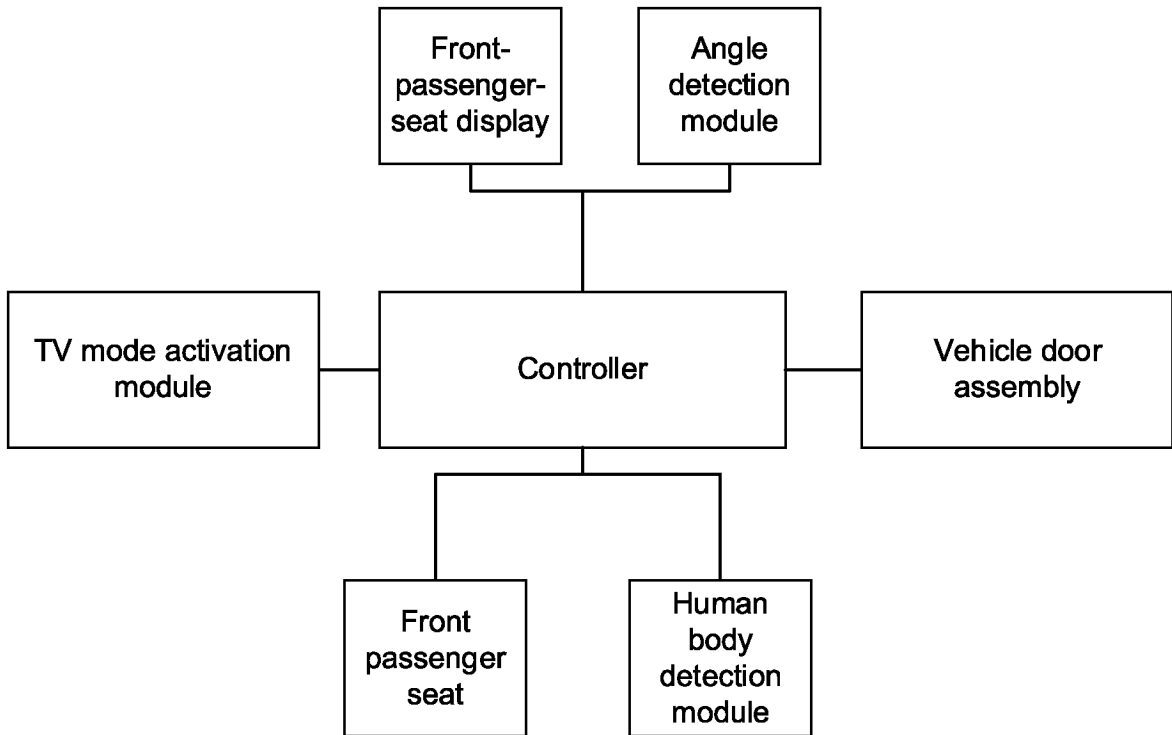 Front-
passenger-
seat display
Angle
detection
module
TV mode activation
module
Controller
Vehicle door
assembly
Front
passenger
seat
Human
body
detection
module